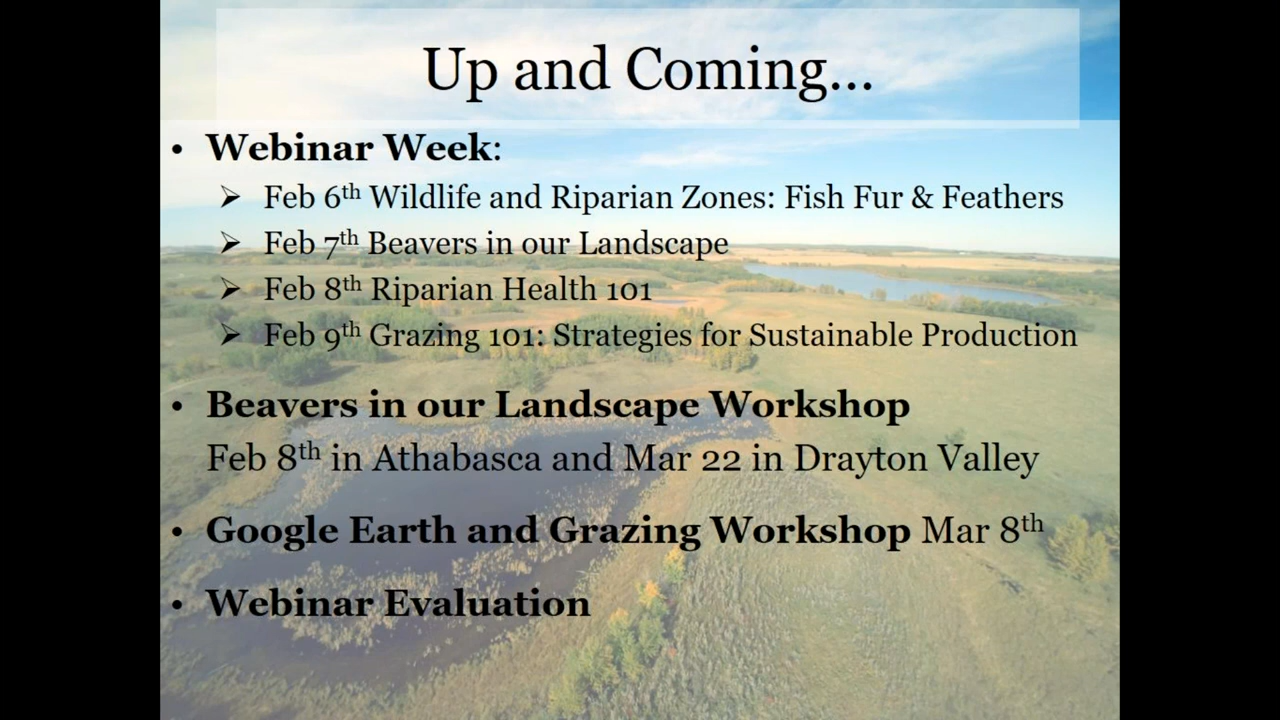 Up and Coming...
• Webinar Week:
➢ Feb 6th Wildlife and Riparian Zones: Fish Fur & Feathers
➢ Feb 7th Beavers in our Landscape
➢ Feb 8th Riparian Health 101
➢ Feb 9th Grazing 101: Strategies for Sustainable Production
• Beavers in our Landscape Workshop
Feb 8th in Athabasca and Mar 22 in Drayton Valley
• Google Earth and Grazing Workshop Mar 8th
• Webinar Evaluation